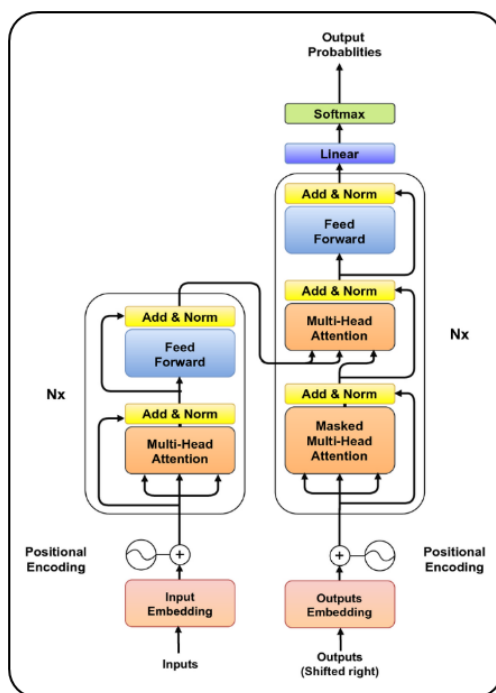 Output
Probablities
Softmax
Linear
Add & Norm
Feed
Forward
Add & Norm
Multi-Head
Attention
Nx
Add & Norm
Masked
Multi-Head
Attention
Add & Norm
Feed
Forward
Nx
Add & Norm
Multi-Head
Attention
Positional
Encoding
Positional
Encoding
Input
Embedding
Outputs
Embedding
Inputs
Outputs
(Shifted right)